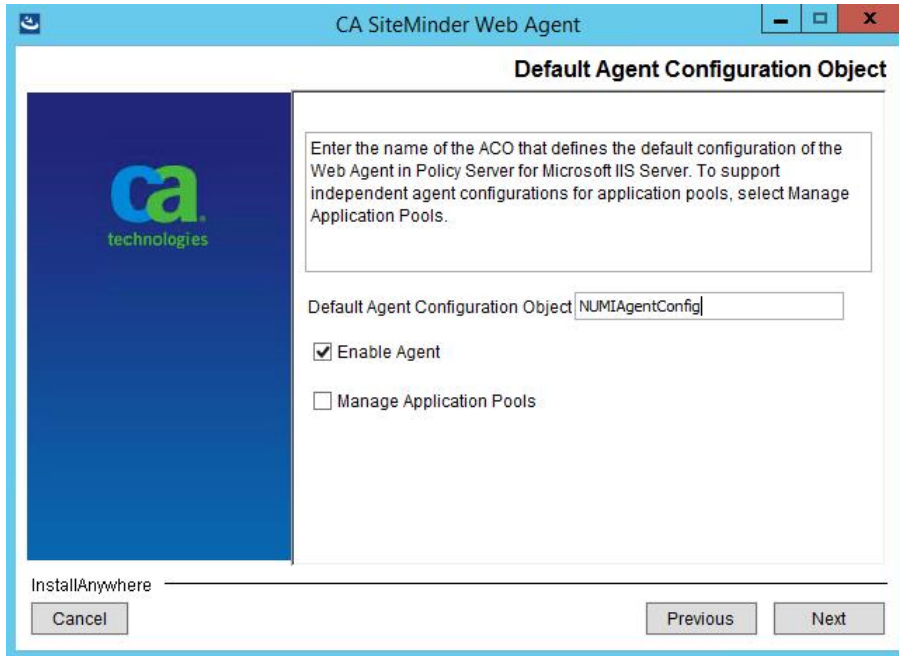 CA SiteMinder Web Agent
Default Agent Configuration Object
ca
technologies
Enter the name of the ACO that defines the default configuration of the
Web Agent in Policy Server for Microsoft IIS Server. To support
independent agent configurations for application pools, select Manage
Application Pools.
Default Agent Configuration Object NUMIAgentConfig
Enable Agent
Manage Application Pools
InstallAnywhere
Cancel Previous Next